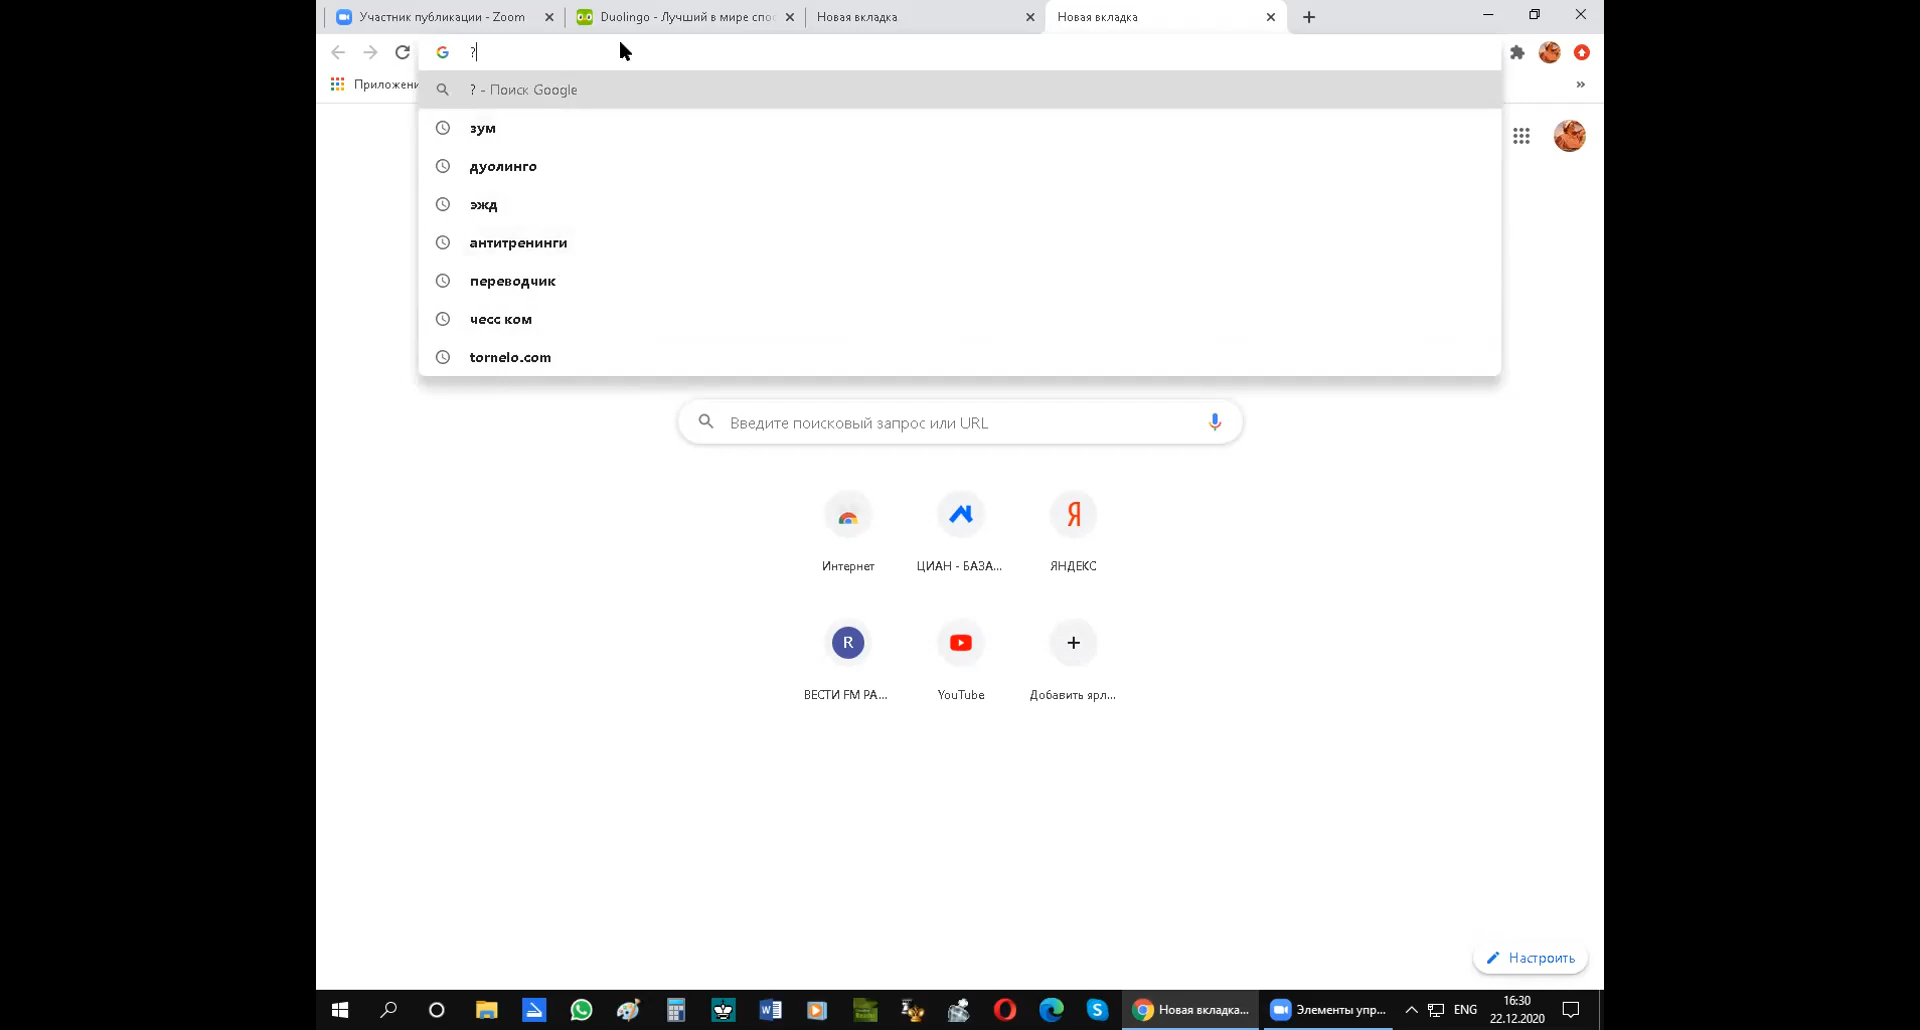 Участник публикации - Zoom
Duolingo - Лучший в мире спо
Новая вкладка
Новая вкладка
?
Приложени
»
? - Поиск Google
зум
дуолинго
эжд
антитренинги
переводчик
чесс ком
tornelo.com
Введите поисковый запрос или URL
Интернет
ЦИАН - БАЗА...
ЯНДЕКС
R
ВЕСТИ FM РА...
YouTube
Добавить ярл...
Настроить
Новая вкладка...
Элементы упр...
ENG
16:30
22.12.2020